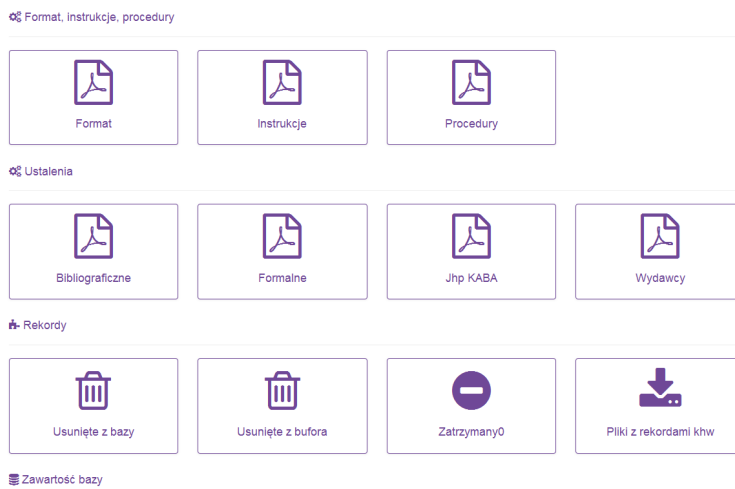 Format, instrukcje, procedury
Format
Instrukcje
Procedury
Ustalenia
Bibliograficzne
Formalne
Jhp KABA
Wydawcy
Rekordy
Usunięte z bazy
Usunięte z bufora
Zatrzymany0
Pliki z rekordami khw
Zawartość bazy